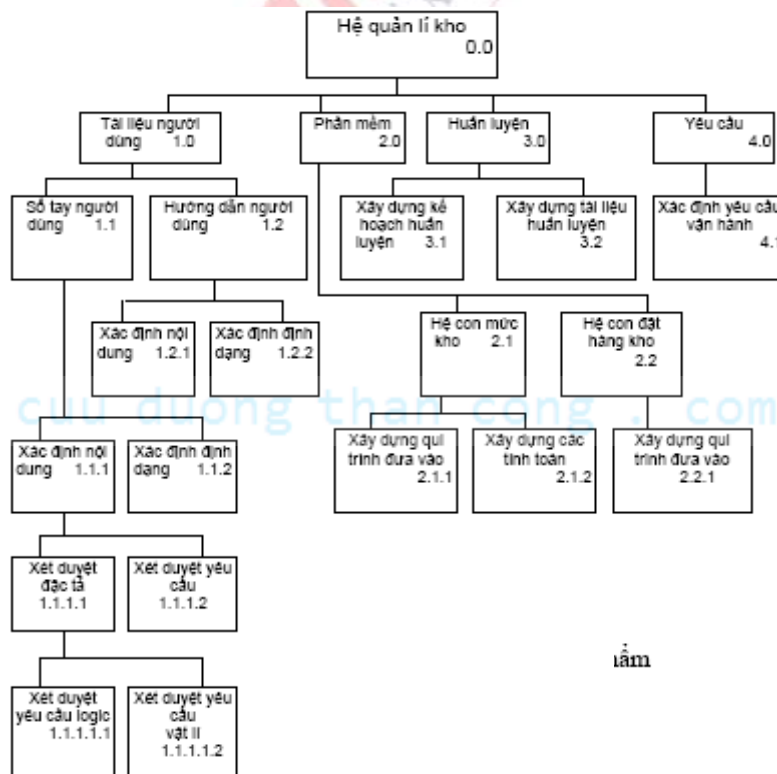 Hệ quản lí kho
0.0
Tài liệu người
dùng 1.0
Phần mềm
2.0
Huấn luyện
3.0
Yêu cầu
4.0
Sổ tay người
dùng 1.1
Hướng dẫn người
dùng 1.2
Xây dựng kế
hoạch huấn
luyện 3.1
Xây dựng tài liệu
huấn luyện
3.2
Xác định yêu cầu
vận hành
4.1
Xác định nội
dung 1.2.1
Xác định định
dạng 1.2.2
Hệ con mức
kho 2.1
Hệ con đặt
hàng kho
2.2
cuu duong than cong . com
Xác định nội
dung 1.1.1
Xác định định
dạng 1.1.2
Xây dựng qui
trình đưa vào
2.1.1
Xây dựng các
tính toán
2.1.2
Xây dựng qui
trình đưa vào
2.2.1
Xét duyệt
đặc tả
1.1.1.1
Xét duyệt yêu
cầu
1.1.1.2
Xét duyệt
yêu cầu logic
1.1.1.1.1
Xét duyệt yêu
cầu
vật lí
1.1.1.1.2